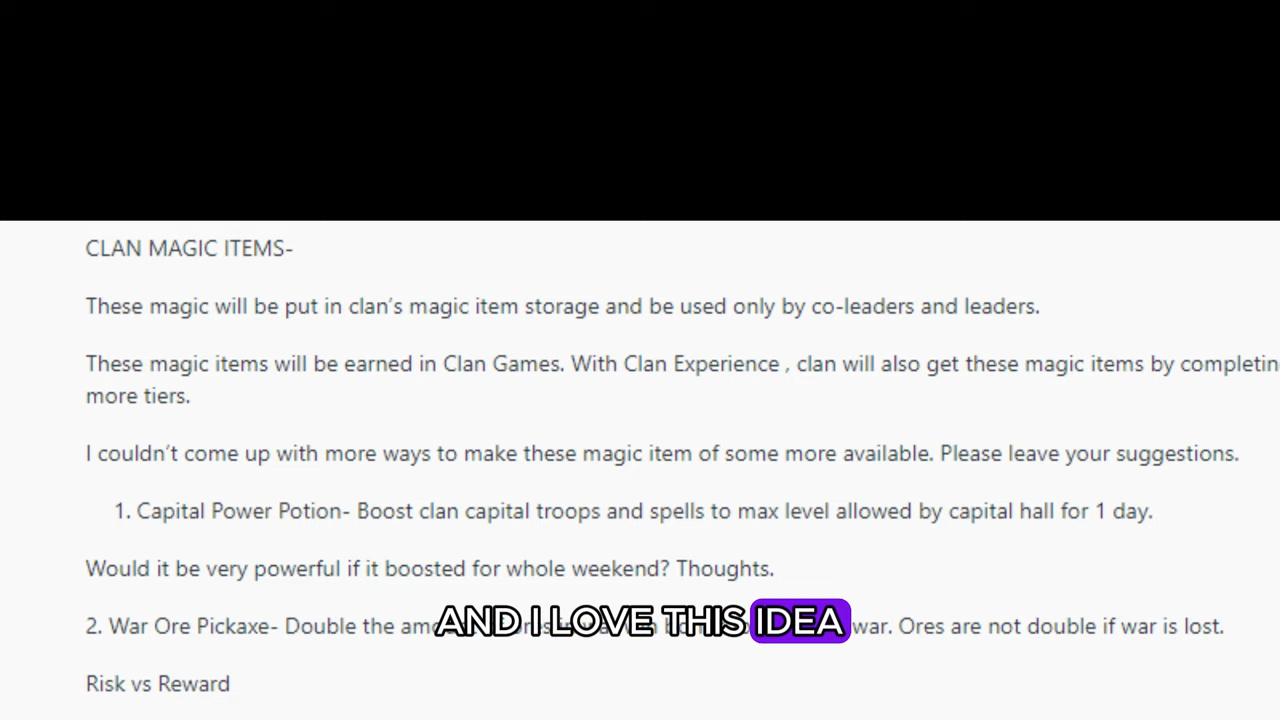 CLAN MAGIC ITEMS-
These magic will be put in clan's magic item storage and be used only by co-leaders and leaders.
These magic items will be earned in Clan Games. With Clan Experience , clan will also get these magic items by
more tiers.
I couldn't come up with more ways to make these magic item of some more available. Please leave your suggestions.
1. Capital Power Potion- Boost clan capital troops and spells to max level allowed by capital hall for 1 day.
Would it be very powerful if it boosted for whole weekend? Thoughts.
2. War Ore Pickaxe- Double the war. Ores are not double if war is lost.
AND I LOVE THIS IDEA
Risk vs Reward